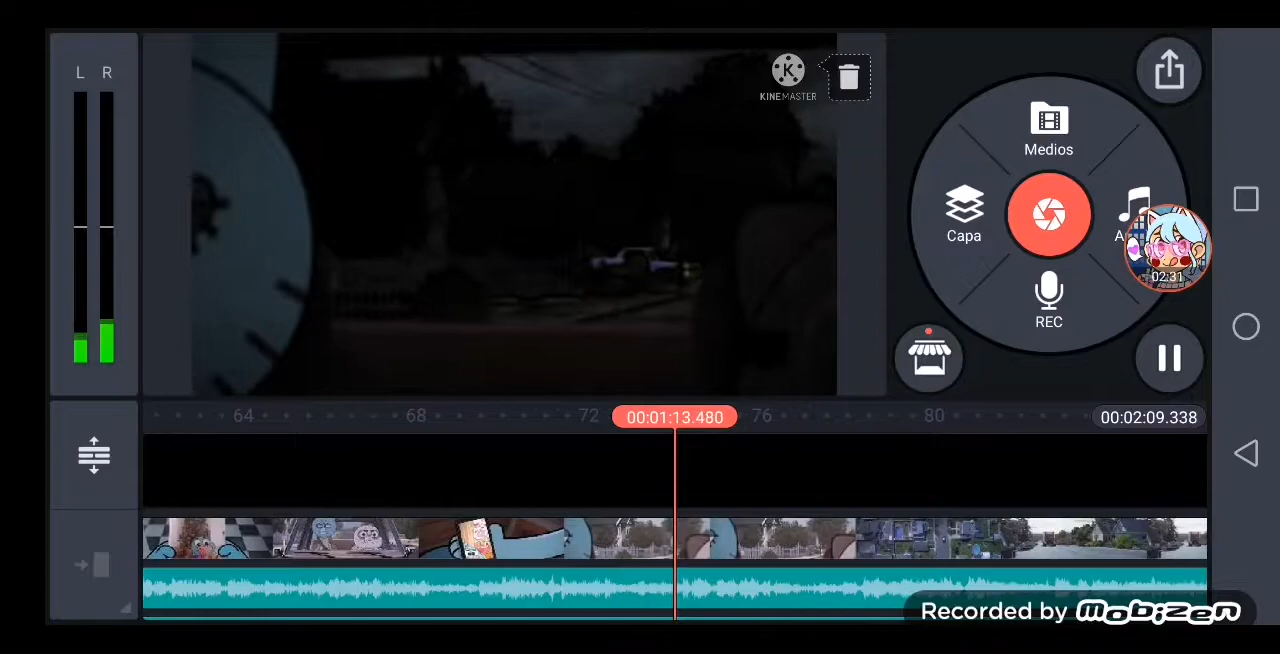 L R
KINEMASTER
Medios
Capa
A
02:31
REC
64 68 72 00:01:13.480 76 80 00:02:09.338
Recorded by Mobizen